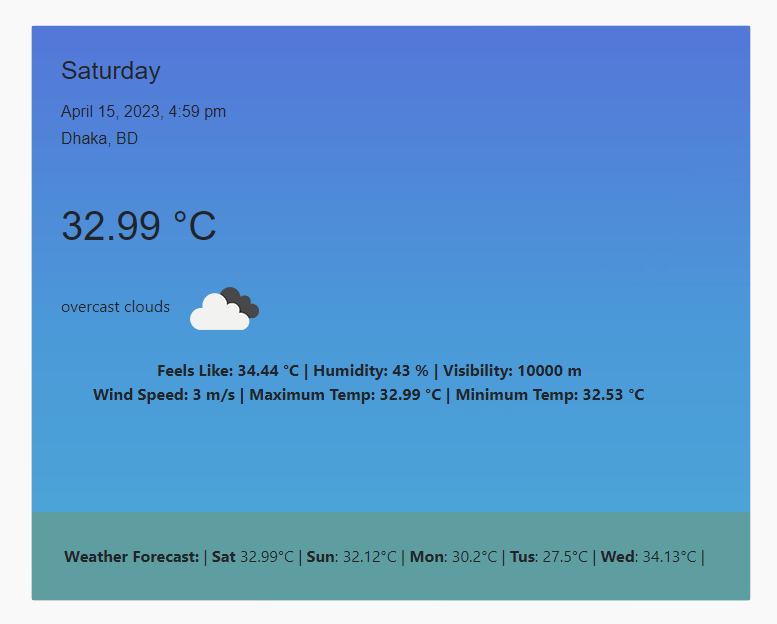 Saturday
April 15, 2023, 4:59 pm
Dhaka, BD
32.99 °C
overcast clouds
Feels Like: 34.44 °C | Humidity: 43 % | Visibility: 10000 m
Wind Speed: 3 m/s | Maximum Temp: 32.99 °C | Minimum Temp: 32.53 °C
Weather Forecast: | Sat 32.99°C | Sun: 32.12°C | Mon: 30.2°C | Tus: 27.5°C | Wed: 34.13°C |